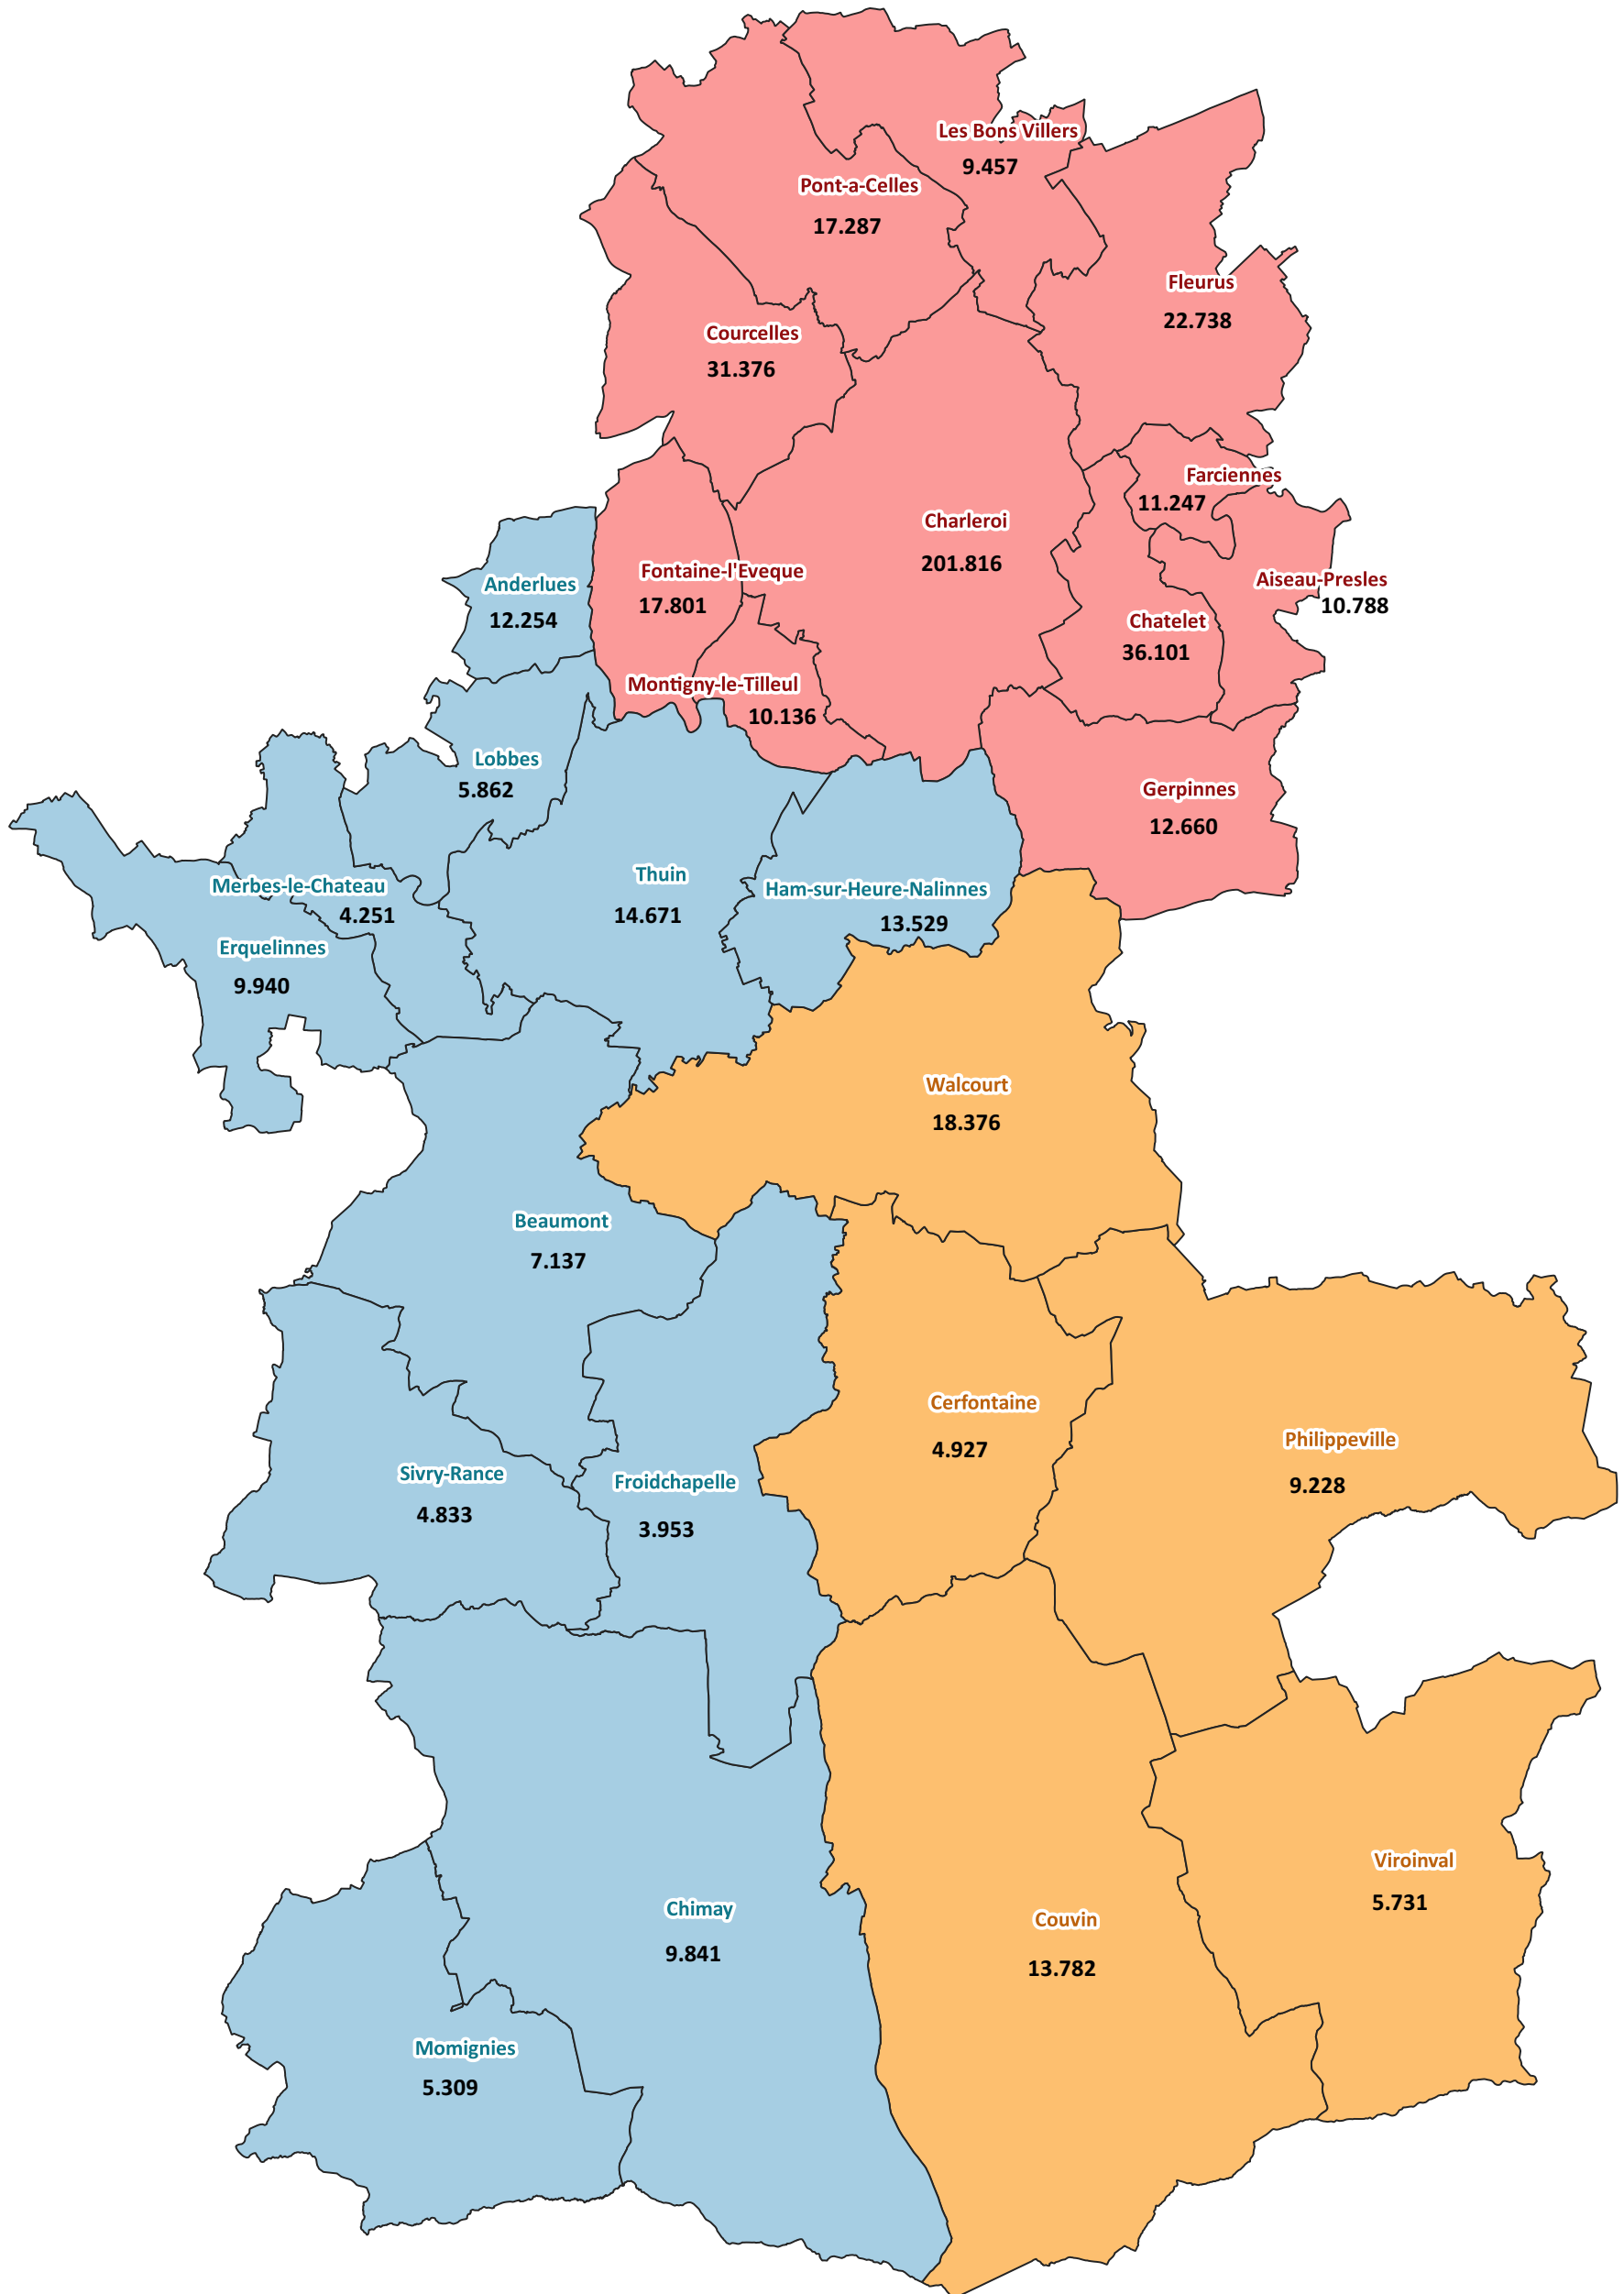 Les Bons Villers
9.457
Pont-a-Celles
17.287
Fleurus
22.738
Courcelles
31.376
Farciennes
11.247
Charleroi
201.816
Fontaine-l'Eveque
17.801
Anderlues
12.254
Aiseau-Presles
10.788
Chatelet
36.101
Montigny-le-Tilleul
10.136
Lobbes
5.862
Gerpinnes
12.660
Thuin
14.671
Merbes-le-Chateau
4.251
Ham-sur-Heure-Nalinnes
13.529
Erquelinnes
9.940
Walcourt
18.376
Beaumont
7.137
Cerfontaine
4.927
Philippeville
9.228
Sivry-Rance
4.833
Froidchapelle
3.953
Viroinval
5.731
Chimay
9.841
Couvin
13.782
Momignies
5.309